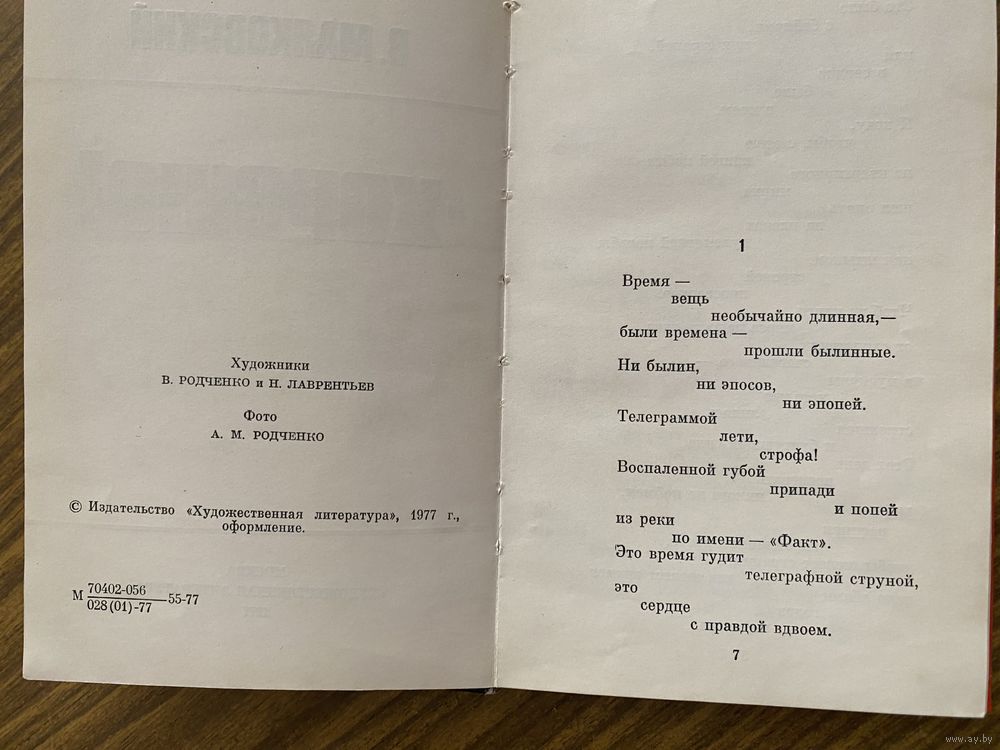 Художники
В. РОДЧЕНКО и Н. ЛАВРЕНТЬЕВ
Фото
А. М. РОДЧЕНКО
© Издательство «Художественная литература», 1977 г.,
оформление.
М 70402-056
028(01)-77
—55-77
1
Время —
вещь
необычайно длинная,—
были времена —
прошли былинные.
Ни былин,
ни эпосов,
ни эпопей.
Телеграммой
лети,
строфа!
Воспаленной губой
припади
и попей
из реки
по имени — «Факт».
Это время гудит
телеграфной струной,
это
сердце
с правдой вдвоем.
7
www.ay.by